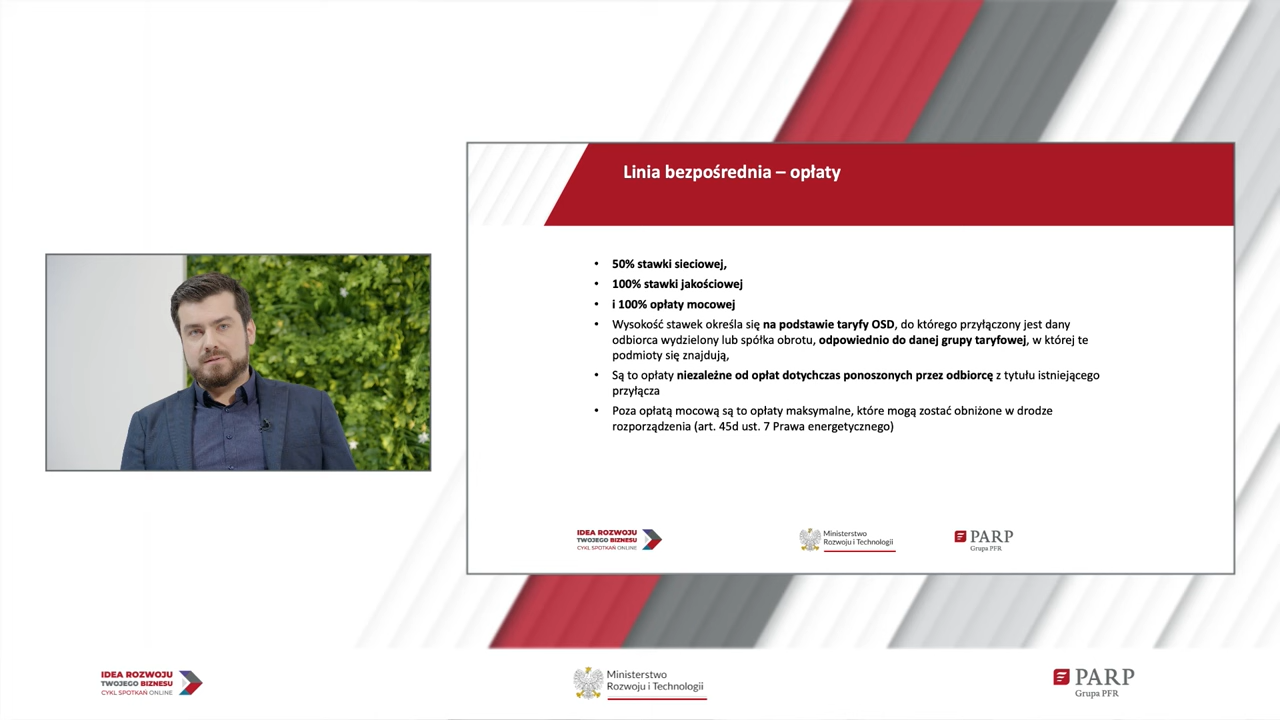 Linia bezpośrednia – opłaty
• 50% stawki sieciowej,
• 100% stawki jakościowej
• i 100% opłaty mocowej
• Wysokość stawek określa się na podstawie taryfy OSD, do którego przyłączony jest dany
odbiorca wydzielony lub spółka obrotu, odpowiednio do danej grupy taryfowej, w której te
podmioty się znajdują,
• Są to opłaty niezależne od opłat dotychczas ponoszonych przez odbiorcę z tytułu istniejącego
przyłącza
• Poza opłatą mocową są to opłaty maksymalne, które mogą zostać obniżone w drodze
rozporządzenia (art. 45d ust. 7 Prawa energetycznego)
IDEA ROZWOJU
TWOJEGO BIZNESU
CYKL SPOTKAŃ ONLINE
Ministerstwo
Rozwoju i Technologii
PARP
Grupa PFR
IDEA ROZWOJU
TWOJEGO BIZNESU
CYKL SPOTKAŃ ONLINE
Ministerstwo
Rozwoju i Technologii
PARP
Grupa PFR